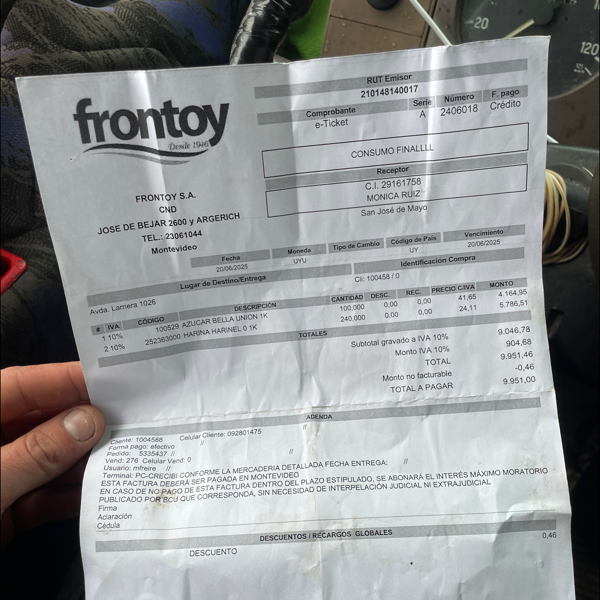 frontoy
Desde 1946
FRONTOY S.A.
CND
JOSE DE BEJAR 2600 y ARGERICH
TEL.: 23061044
Montevideo
RUT Emisor
210148140017
Comprobante Serie Número F. pago
e-Ticket A 2406018 Crédito
CONSUMO FINALLLL
Receptor
C.I. 29161758
MONICA RUIZ
San José de Mayo
Fecha Moneda Tipo de Cambio Código de Pais Vencimiento
20/06/2025 UYU UY 20/06/2025
Lugar de Destino/Entrega Identificación Compra
Avda. Larriera 1026 Cli: 100458 / 0
# IVA CÓDIGO DESCRIPCIÓN CANTIDAD DESC. REC. PRECIO C/IVA MONTO
1 10% 100529 AZUCAR BELLA UNION 1K 100,000 0,00 0,00 41,65 4.164,95
2 10% 252363000 HARINA HARINEL 0 1K 240,000 0,00 0,00 24,11 5.786,51
TOTALES
Subtotal gravado a IVA 10% 9.046,78
Monto IVA 10% 904,68
TOTAL 9.951,46
Monto no facturable -0,46
TOTAL A PAGAR 9.951,00
ADENDA
Cliente: 1004588 Celular Cliente: 092801475 //
Forma pago: efectivo
Pedido: 5335437 // //
Vend: 276 Celular Vend: 0
Usuario: mfreire //
Terminal: PC-CRECIBI CONFORME LA MERCADERIA DETALLADA FECHA ENTREGA: //
ESTA FACTURA DEBERÁ SER PAGADA EN MONTEVIDEO
EN CASO DE NO PAGO DE ESTA FACTURA DENTRO DEL PLAZO ESTIPULADO, SE ABONARÁ EL INTERÉS MÁXIMO MORATORIO
PUBLICADO POR BCU QUE CORRESPONDA, SIN NECESIDAD DE INTERPELACIÓN JUDICIAL NI EXTRAJUDICIAL
Firma
Aclaración
Cédula
DESCUENTOS / RECARGOS GLOBALES
DESCUENTO 0,46
20
120